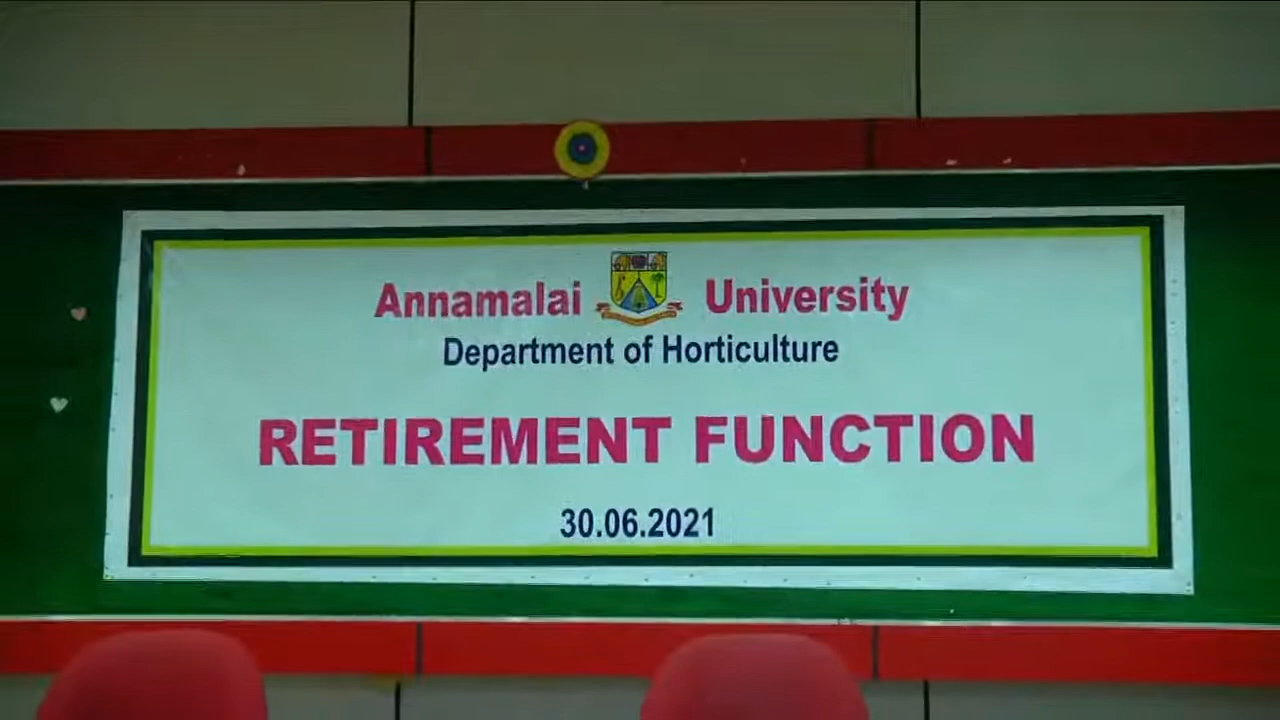 Annamalai University
Department of Horticulture
RETIREMENT FUNCTION
30.06.2021